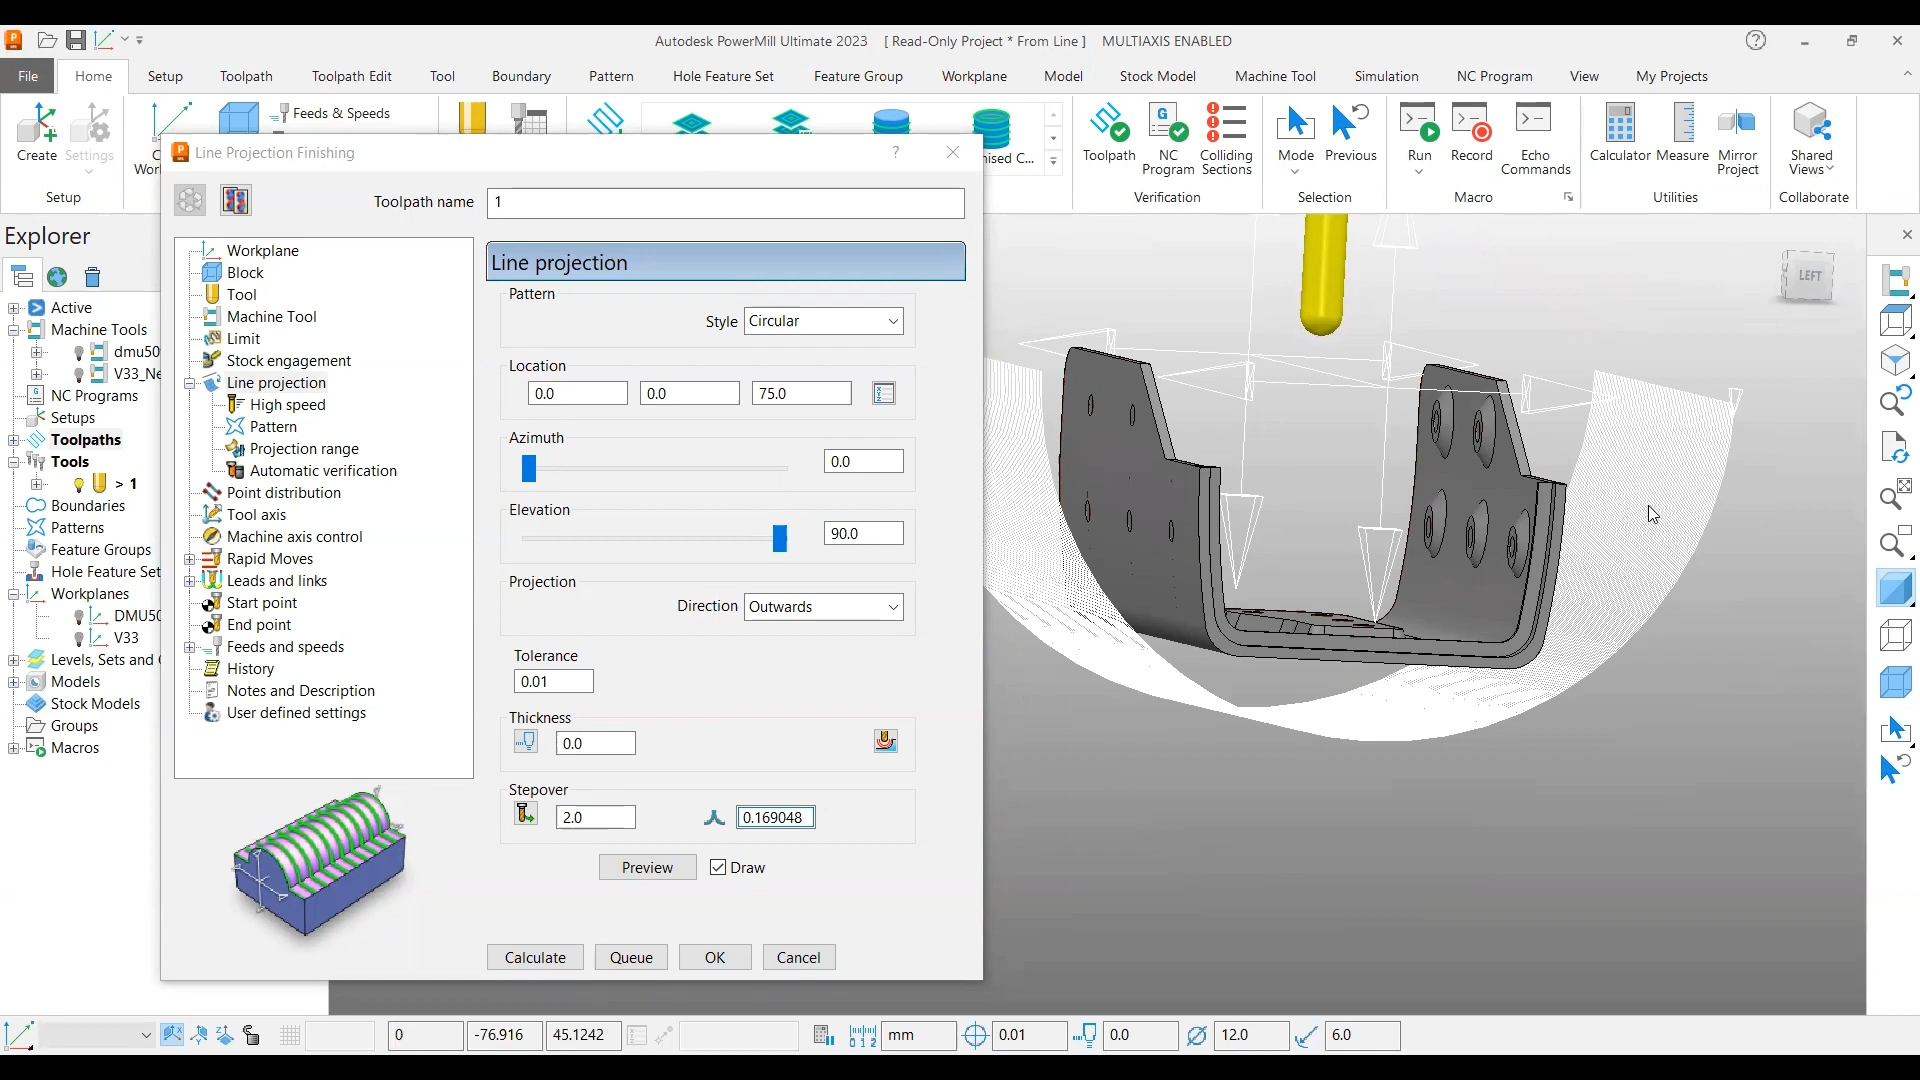 Autodesk PowerMill Ultimate 2023 [ Read-Only Project * From Line ] MULTIAXIS ENABLED
File Home Setup Toolpath Toolpath Edit Tool Boundary Pattern Hole Feature Set Feature Group Workplane Model Stock Model Machine Tool Simulation NC Program View My Projects
Feeds & Speeds
Create Settings
Setup
nised C...
Toolpath NC Program Colliding Sections
Verification
Mode Previous
Selection
Run Record Echo Commands
Macro
Calculator Measure Mirror Project
Utilities
Shared Views
Collaborate
Line Projection Finishing
Toolpath name 1
Explorer
Active
Machine Tools
dmu50
V33_Ne
NC Programs
Setups
Toolpaths
Tools
> 1
Boundaries
Patterns
Feature Groups
Hole Feature Set
Workplanes
DMU50
V33
Levels, Sets and
Models
Stock Models
Groups
Macros
Workplane
Block
Tool
Machine Tool
Limit
Stock engagement
Line projection
High speed
Pattern
Projection range
Automatic verification
Point distribution
Tool axis
Machine axis control
Rapid Moves
Leads and links
Start point
End point
Feeds and speeds
History
Notes and Description
User defined settings
Line projection
Pattern
Style Circular
Location
0.0 0.0 75.0
Azimuth
0.0
Elevation
90.0
Projection
Direction Outwards
Tolerance
0.01
Thickness
0.0
Stepover
2.0 0.169048
Preview Draw
Calculate Queue OK Cancel
LEFT
0 -76.916 45.1242 mm 0.01 0.0 12.0 6.0